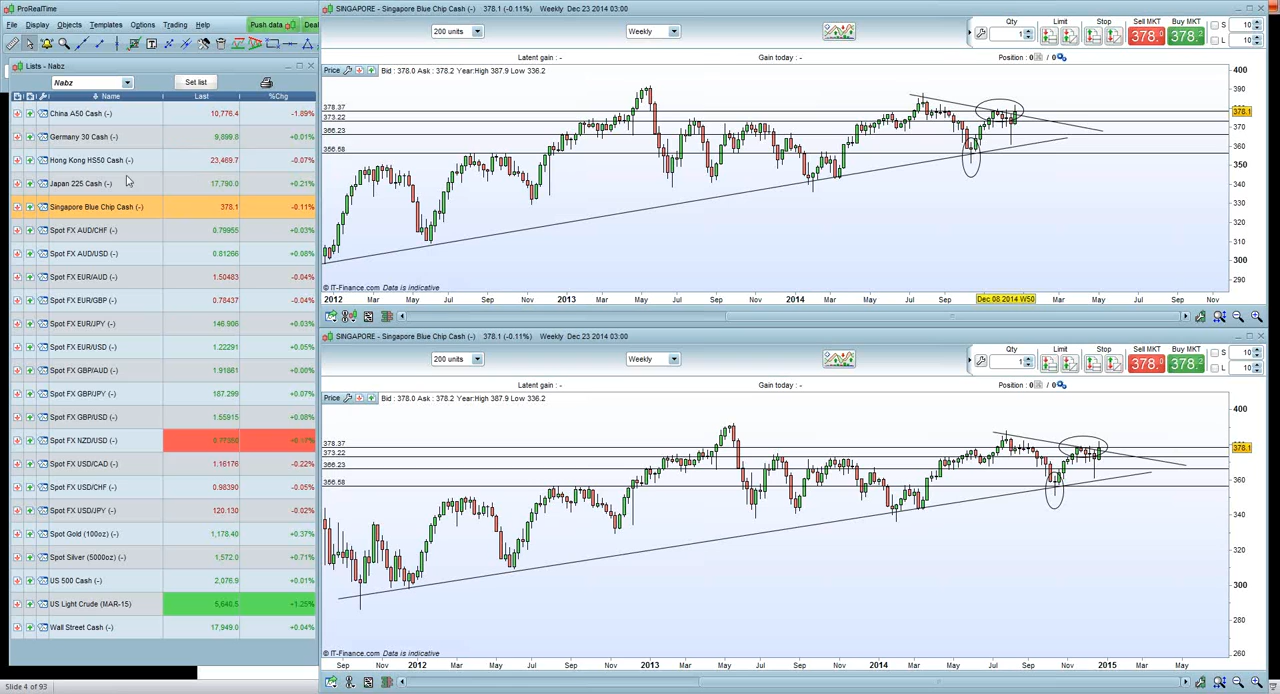 ProRealTime
File Display Objects Templates Options Trading Help Push data Deal
Lists - Nabz
Nabz Set list
Name Last %Chg
China A50 Cash (-) 10,776.4 -1.89%
Germany 30 Cash (-) 9,899.8 +0.01%
Hong Kong HS50 Cash (-) 23,469.7 -0.07%
Japan 225 Cash (-) 17,790.0 +0.21%
Singapore Blue Chip Cash (-) 378.1 -0.11%
Spot FX AUD/CHF (-) 0.79955 +0.03%
Spot FX AUD/USD (-) 0.81266 +0.08%
Spot FX EUR/AUD (-) 1.50483 -0.04%
Spot FX EUR/GBP (-) 0.78437 -0.04%
Spot FX EUR/JPY (-) 146.906 +0.03%
Spot FX EUR/USD (-) 1.22291 +0.05%
Spot FX GBP/AUD (-) 1.91861 +0.00%
Spot FX GBP/JPY (-) 187.299 +0.07%
Spot FX GBP/USD (-) 1.55915 +0.08%
Spot FX NZD/USD (-)
Spot FX USD/CAD (-) 1.16176 -0.22%
Spot FX USD/CHF (-) 0.98390 -0.05%
Spot FX USD/JPY (-) 120.130 -0.02%
Spot Gold (100oz) (-) 1,178.40 +0.37%
Spot Silver (5000oz) (-) 1,572.0 +0.71%
US 500 Cash (-) 2,076.9 +0.01%
US Light Crude (MAR-15) 5,640.5 +1.25%
Wall Street Cash (-) 17,949.0 +0.04%
Slide 4 of 93
SINGAPORE - Singapore Blue Chip Cash (-) 378.1 (-0.11%) Weekly Dec 23 2014 03:00
200 units Weekly Qty Limit Stop Sell MKT Buy MKT
1 378.0 378.2 S 10
L 10
Latent gain : - Gain today : - Position : 0 / 0
Price Bid : 378.0 Ask : 378.2 Year:High 387.9 Low 336.2
378.37
373.22
366.23
356.58
400
390
378.1
370
360
350
340
330
320
310
300
290
© IT-Finance.com Data is indicative
2012 Mar May Jul Sep Nov 2013 Mar May Jul Sep Nov 2014 Mar May Jul Sep Dec 08 2014 W50 Mar May Jul Sep Nov
SINGAPORE - Singapore Blue Chip Cash (-) 378.1 (-0.11%) Weekly Dec 23 2014 03:00
200 units Weekly Qty Limit Stop Sell MKT Buy MKT
1 378.0 378.2 S 10
L 10
Latent gain : - Gain today : - Position : 0 / 0
Price Bid : 378.0 Ask : 378.2 Year:High 387.9 Low 336.2
378.37
373.22
366.23
356.58
400
378.1
360
340
320
300
280
260
© IT-Finance.com Data is indicative
Sep Nov 2012 Mar May Jul Sep Nov 2013 Mar May Jul Sep Nov 2014 Mar May Jul Sep Nov 2015 Mar May